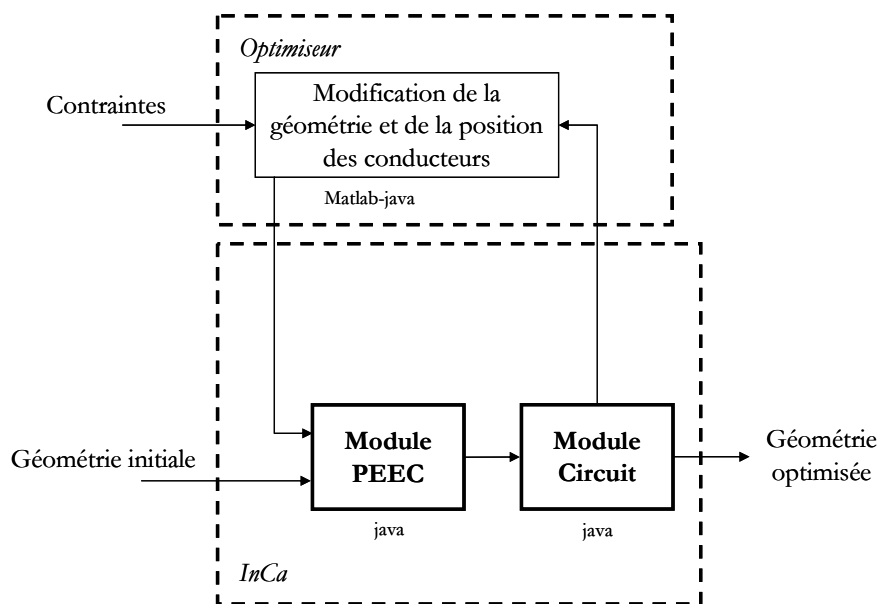 Optimiseur
Contraintes
Modification de la
géométrie et de la position
des conducteurs
Matlab-java
Géométrie initiale
Module
PEEC
java
Module
Circuit
java
Géométrie
optimisée
InCa